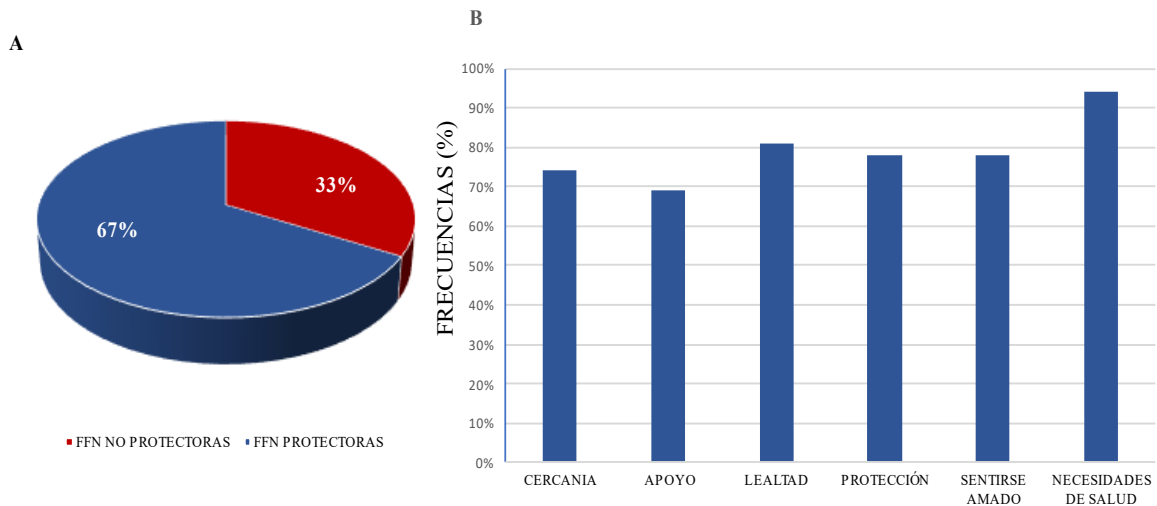 A
33%
67%
FFN NO PROTECTORAS FFN PROTECTORAS
B
FRECUENCIAS (%)
100%
90%
80%
70%
60%
50%
40%
30%
20%
10%
0%
CERCANIA APOYO LEALTAD PROTECCIÓN SENTIRSE NECESIDADES
AMADO DE SALUD